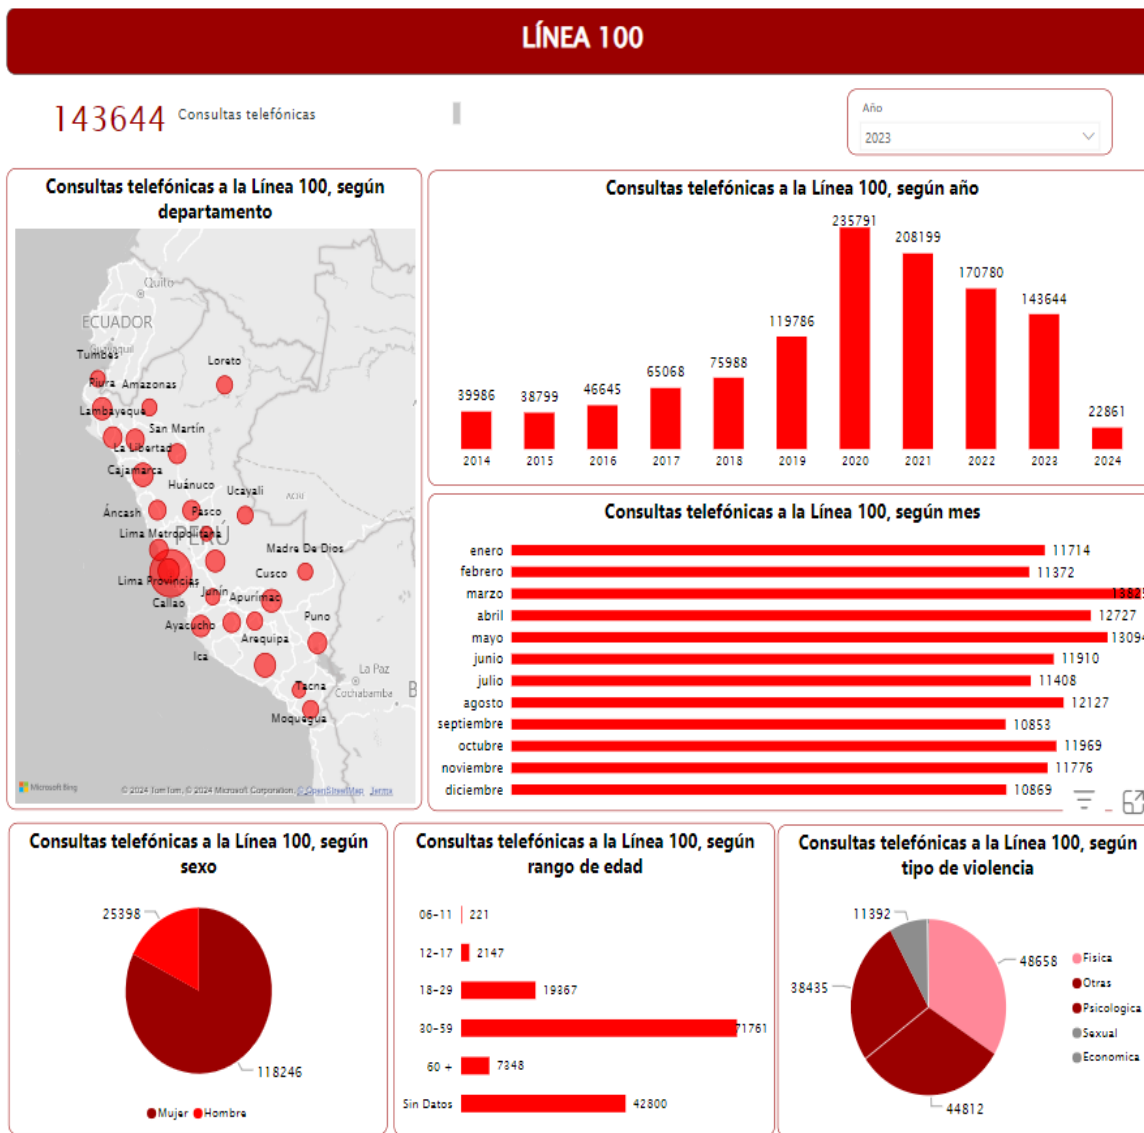 LÍNEA 100
143644 Consultas telefónicas
Año
2023
Consultas telefónicas a la Línea 100, según
departamento
Quito
ECUADOR
Guayaquil
Tumbes
Loreto
Piura Amazonas
Lambayeque
San Martín
La Libertad
Cajamarca
Huánuco
Ucayali
ACRE
Áncash
Pasco
Lima Metropolitana
PERÚ
Madre De Dios
Lima Provincias
Cusco
Junín
Apurímac
Callao
Puno
Ayacucho
Arequipa
Ica
La Paz
Tacna
Cochabamba
B
Moquegua
Microsoft Bing
© 2024 TomTom, © 2024 Microsoft Corporation, © OpenStreetMap Terms
Consultas telefónicas a la Línea 100, según año
235791
208199
170780
143644
119786
75988
65068
46645
39986
38799
22861
2014 2015 2016 2017 2018 2019 2020 2021 2022 2023 2024
Consultas telefónicas a la Línea 100, según mes
enero 11714
febrero 11372
marzo 13825
abril 12727
mayo 13094
junio 11910
julio 11408
agosto 12127
septiembre 10853
octubre 11969
noviembre 11776
diciembre 10869
Consultas telefónicas a la Línea 100, según
sexo
25398
118246
Mujer Hombre
Consultas telefónicas a la Línea 100, según
rango de edad
06-11 221
12-17 2147
18-29 19367
30-59 71761
60 + 7348
Sin Datos 42800
Consultas telefónicas a la Línea 100, según
tipo de violencia
11392
48658
38435
44812
Fisica
Otras
Psicologica
Sexual
Economica